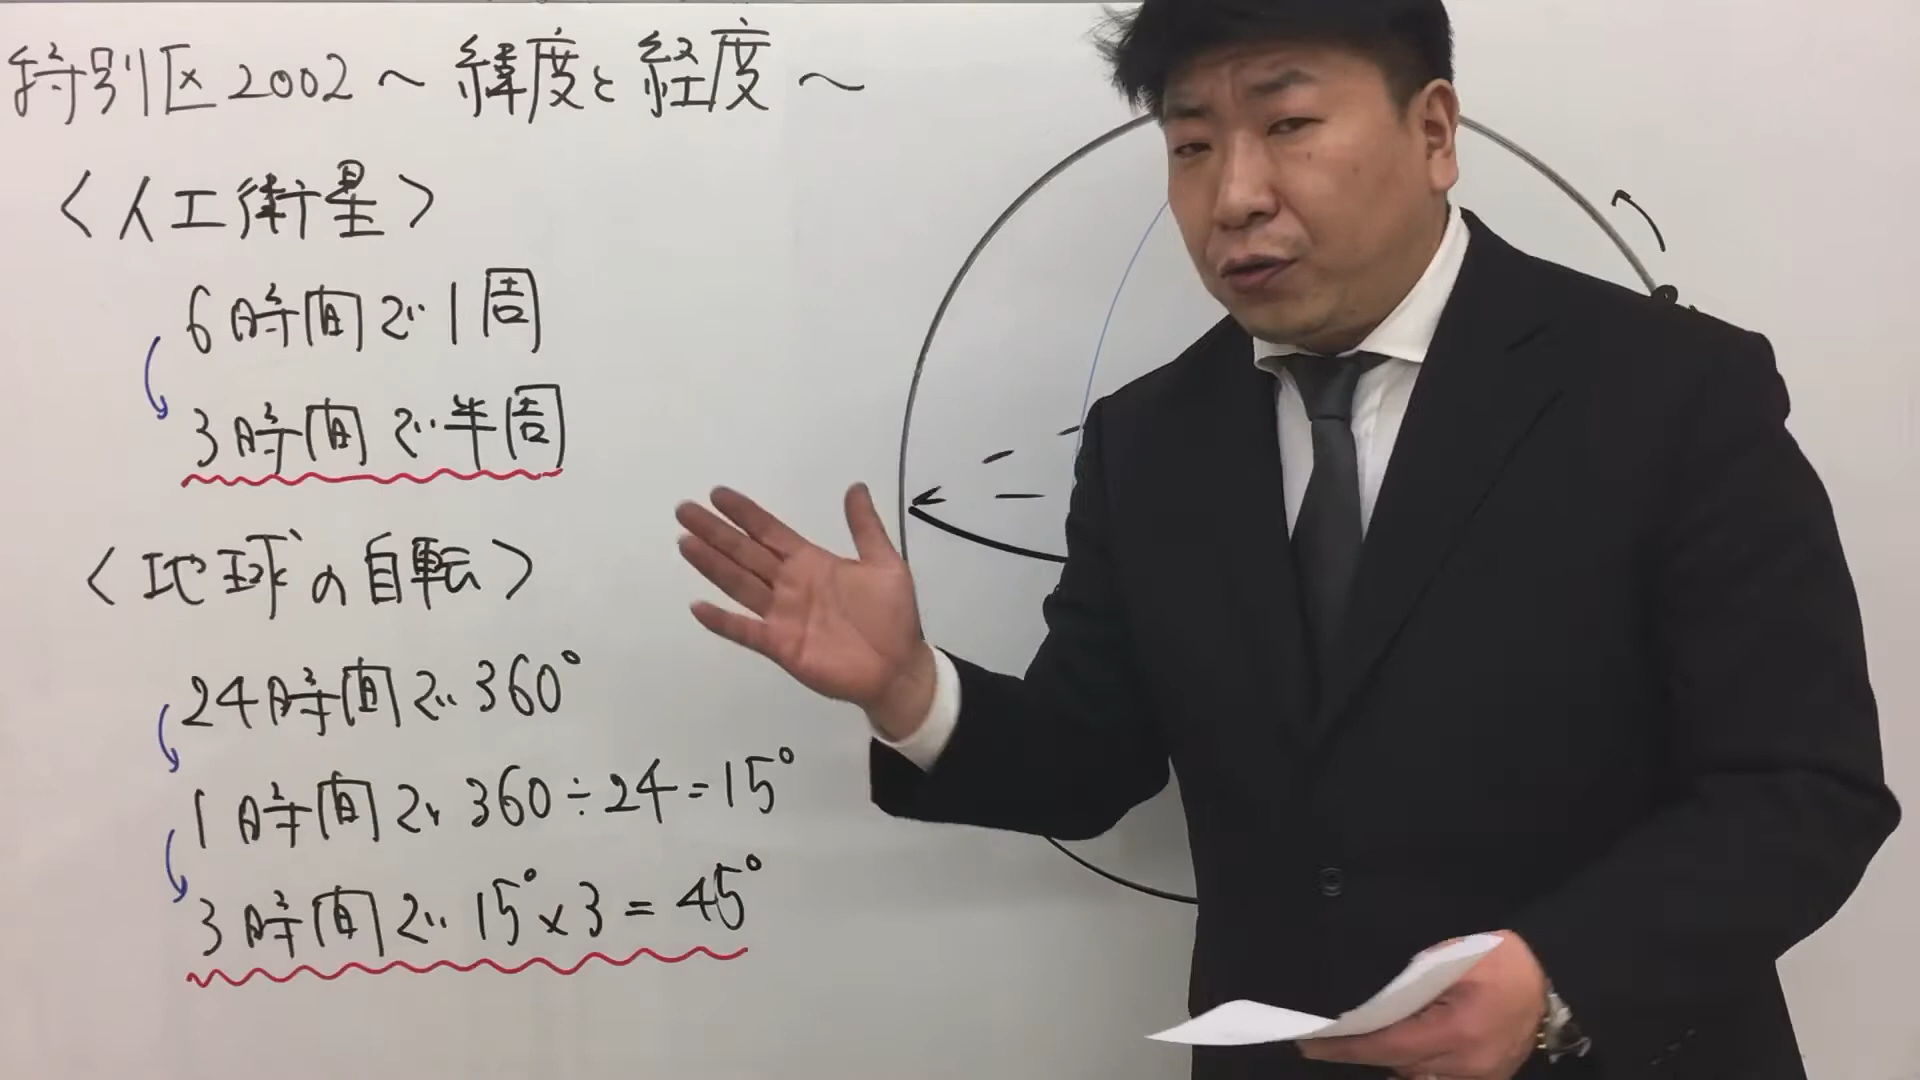 特別区2002～緯度と経度～
〈人工衛星〉
6時間で1周
3時間で半周
〈地球の自転〉
24時間で360°
1時間で360÷24=15°
3時間で15°×3=45°